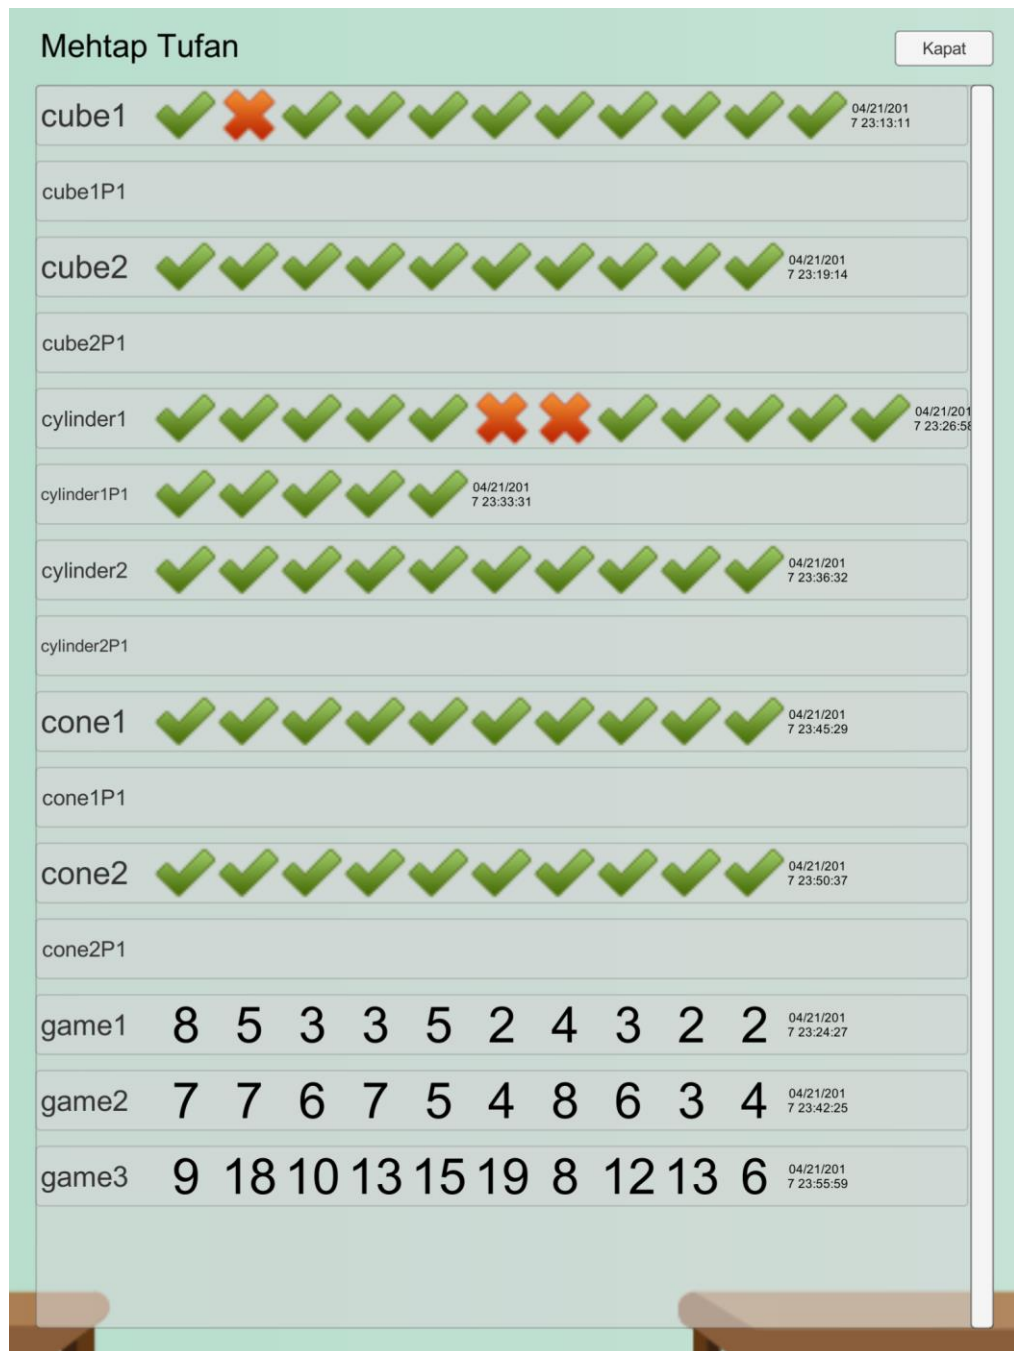 Mehtap Tufan
Kapat
cube1 04/21/201
7 23:13:11
cube1P1
cube2 04/21/201
7 23:19:14
cube2P1
cylinder1 04/21/201
7 23:26:58
cylinder1P1 04/21/201
7 23:33:31
cylinder2 04/21/201
7 23:36:32
cylinder2P1
cone1 04/21/201
7 23:45:29
cone1P1
cone2 04/21/201
7 23:50:37
cone2P1
game1 8 5 3 3 5 2 4 3 2 2 04/21/201
7 23:24:27
game2 7 7 6 7 5 4 8 6 3 4 04/21/201
7 23:42:25
game3 9 18 10 13 15 19 8 12 13 6 04/21/201
7 23:55:59